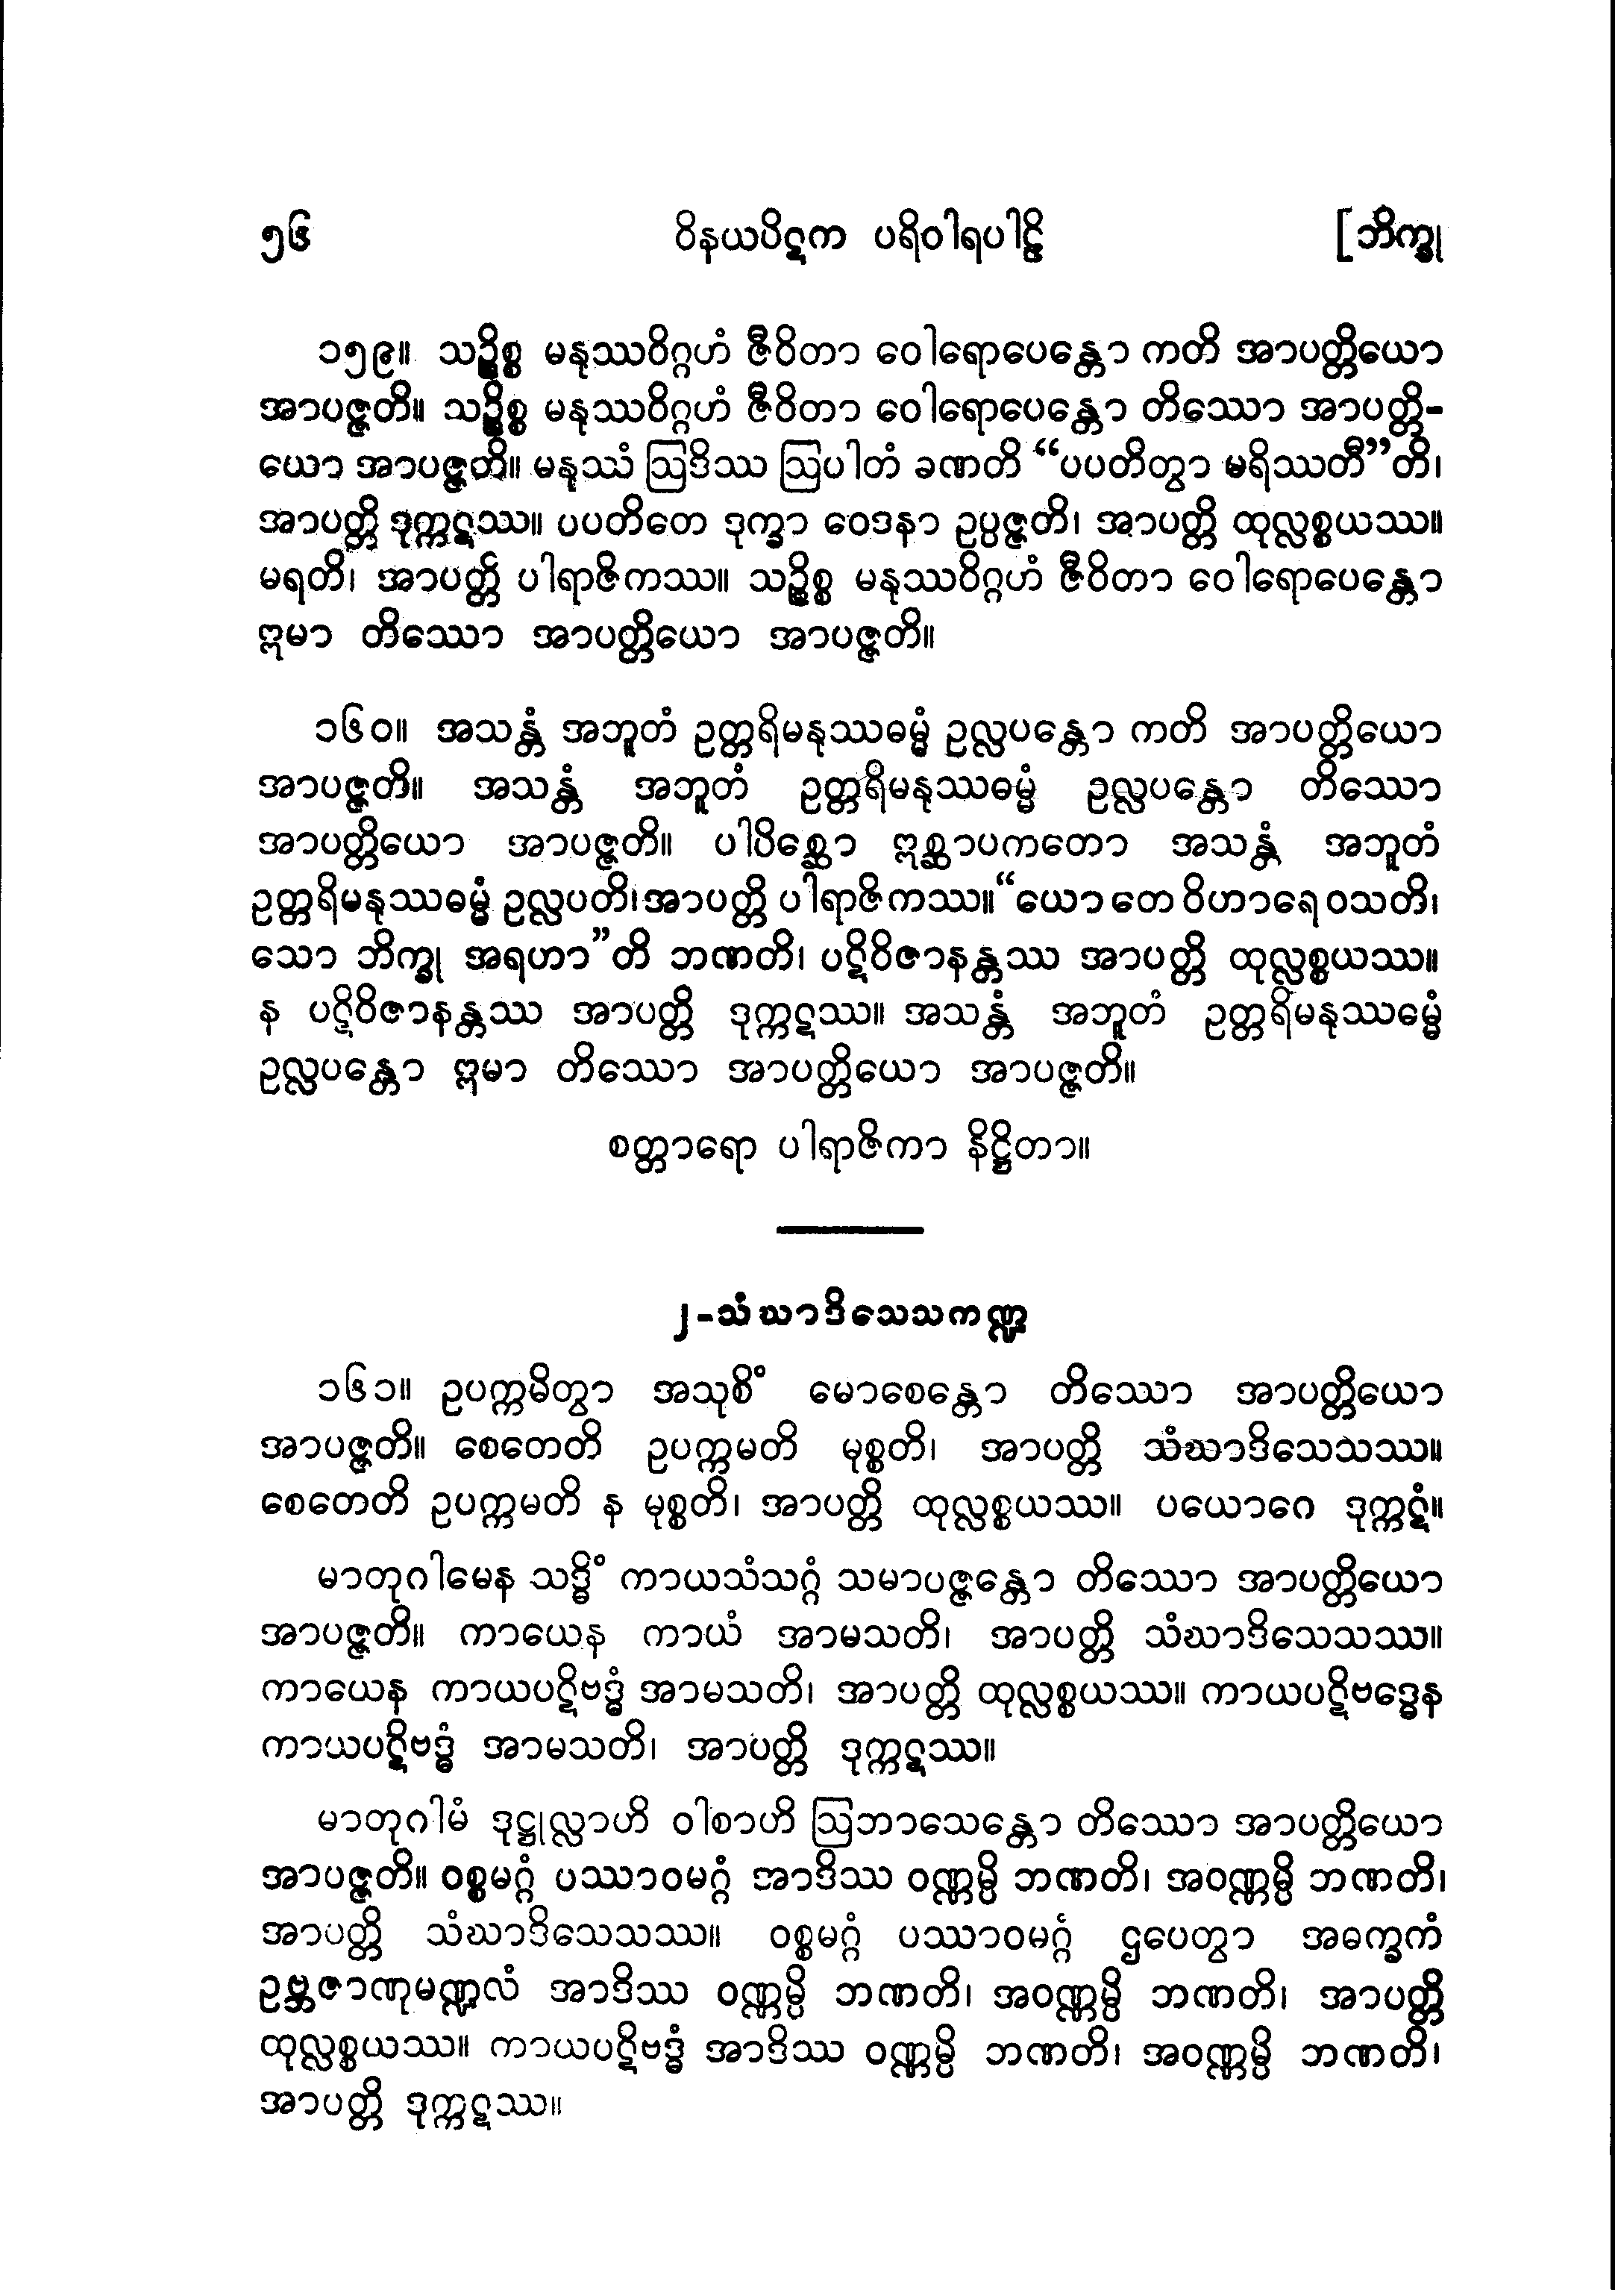 ၅၆ ဝိနယပိဋက ပရိဝါရပါဠိ [ဘိက္ခု
၁၅၉။ သဉ္စိစ္စ မနုဿဝိဂ္ဂဟံ ဇီဝိတာ ဝေါရောပေန္တော ကတိ အာပတ္တိယော
အာပဇ္ဇတိ။ သဉ္စိစ္စ မနုဿဝိဂ္ဂဟံ ဇီဝိတာ ဝေါရောပေန္တော တိဿော အာပတ္တိ-
ယော အာပဇ္ဇတိ။ မနုဿံ ဩဒိဿ ဩပါတံ ခဏတိ “ပပတိတွာ မရိဿတီ”တိ၊
အာပတ္တိ ဒုက္ကဋဿ။ ပပတိတေ ဒုက္ခာ ဝေဒနာ ဥပ္ပဇ္ဇတိ၊ အာပတ္တိ ထုလ္လစ္စယဿ။
မရတိ၊ အာပတ္တိ ပါရာဇိကဿ။ သဉ္စိစ္စ မနုဿဝိဂ္ဂဟံ ဇီဝိတာ ဝေါရောပေန္တော
ဣမာ တိဿော အာပတ္တိယော အာပဇ္ဇတိ။
၁၆၀။ အသန္တံ အဘူတံ ဥတ္တရိမနုဿဓမ္မံ ဥလ္လပန္တော ကတိ အာပတ္တိယော
အာပဇ္ဇတိ။ အသန္တံ အဘူတံ ဥတ္တရိမနုဿဓမ္မံ ဥလ္လပန္တော တိဿော
အာပတ္တိယော အာပဇ္ဇတိ။ ပါပိစ္ဆော ဣစ္ဆာပကတော အသန္တံ အဘူတံ
ဥတ္တရိမနုဿဓမ္မံ ဥလ္လပတိ၊အာပတ္တိ ပါရာဇိကဿ။“ယော တေ ဝိဟာရေ ဝသတိ၊
သော ဘိက္ခု အရဟာ”တိ ဘဏတိ၊ ပဋိဝိဇာနန္တဿ အာပတ္တိ ထုလ္လစ္စယဿ။
န ပဋိဝိဇာနန္တဿ အာပတ္တိ ဒုက္ကဋဿ။ အသန္တံ အဘူတံ ဥတ္တရိမနုဿဓမ္မံ
ဥလ္လပန္တော ဣမာ တိဿော အာပတ္တိယော အာပဇ္ဇတိ။
စတ္တာရော ပါရာဇိကာ နိဋ္ဌိတာ။
၂-သံဃာဒိသေသကဏ္ဍ
၁၆၁။ ဥပက္ကမိတွာ အသုစိံ မောစေန္တော တိဿော အာပတ္တိယော
အာပဇ္ဇတိ။ စေတေတိ ဥပက္ကမတိ မုစ္စတိ၊ အာပတ္တိ သံဃာဒိသေသဿ။
စေတေတိ ဥပက္ကမတိ န မုစ္စတိ၊ အာပတ္တိ ထုလ္လစ္စယဿ။ ပယောဂေ ဒုက္ကဋံ။
မာတုဂါမေန သဒ္ဓိံ ကာယသံသဂ္ဂံ သမာပဇ္ဇန္တော တိဿော အာပတ္တိယော
အာပဇ္ဇတိ။ ကာယေန ကာယံ အာမသတိ၊ အာပတ္တိ သံဃာဒိသေသဿ။
ကာယေန ကာယပဋိဗဒ္ဓံ အာမသတိ၊ အာပတ္တိ ထုလ္လစ္စယဿ။ ကာယပဋိဗဒ္ဓေန
ကာယပဋိဗဒ္ဓံ အာမသတိ၊ အာပတ္တိ ဒုက္ကဋဿ။
မာတုဂါမံ ဒုဋ္ဌုလ္လာဟိ ဝါစာဟိ ဩဘာသေန္တော တိဿော အာပတ္တိယော
အာပဇ္ဇတိ။ ဝစ္စမဂ္ဂံ ပဿာဝမဂ္ဂံ အာဒိဿ ဝဏ္ဏမ္ပိ ဘဏတိ၊ အဝဏ္ဏမ္ပိ ဘဏတိ၊
အာပတ္တိ သံဃာဒိသေသဿ။ ဝစ္စမဂ္ဂံ ပဿာဝမဂ္ဂံ ဌပေတွာ အဓက္ခကံ
ဥဗ္ဘဇာဏုမဏ္ဍလံ အာဒိဿ ဝဏ္ဏမ္ပိ ဘဏတိ၊ အဝဏ္ဏမ္ပိ ဘဏတိ၊ အာပတ္တိ
ထုလ္လစ္စယဿ။ ကာယပဋိဗဒ္ဓံ အာဒိဿ ဝဏ္ဏမ္ပိ ဘဏတိ၊ အဝဏ္ဏမ္ပိ ဘဏတိ၊
အာပတ္တိ ဒုက္ကဋဿ။